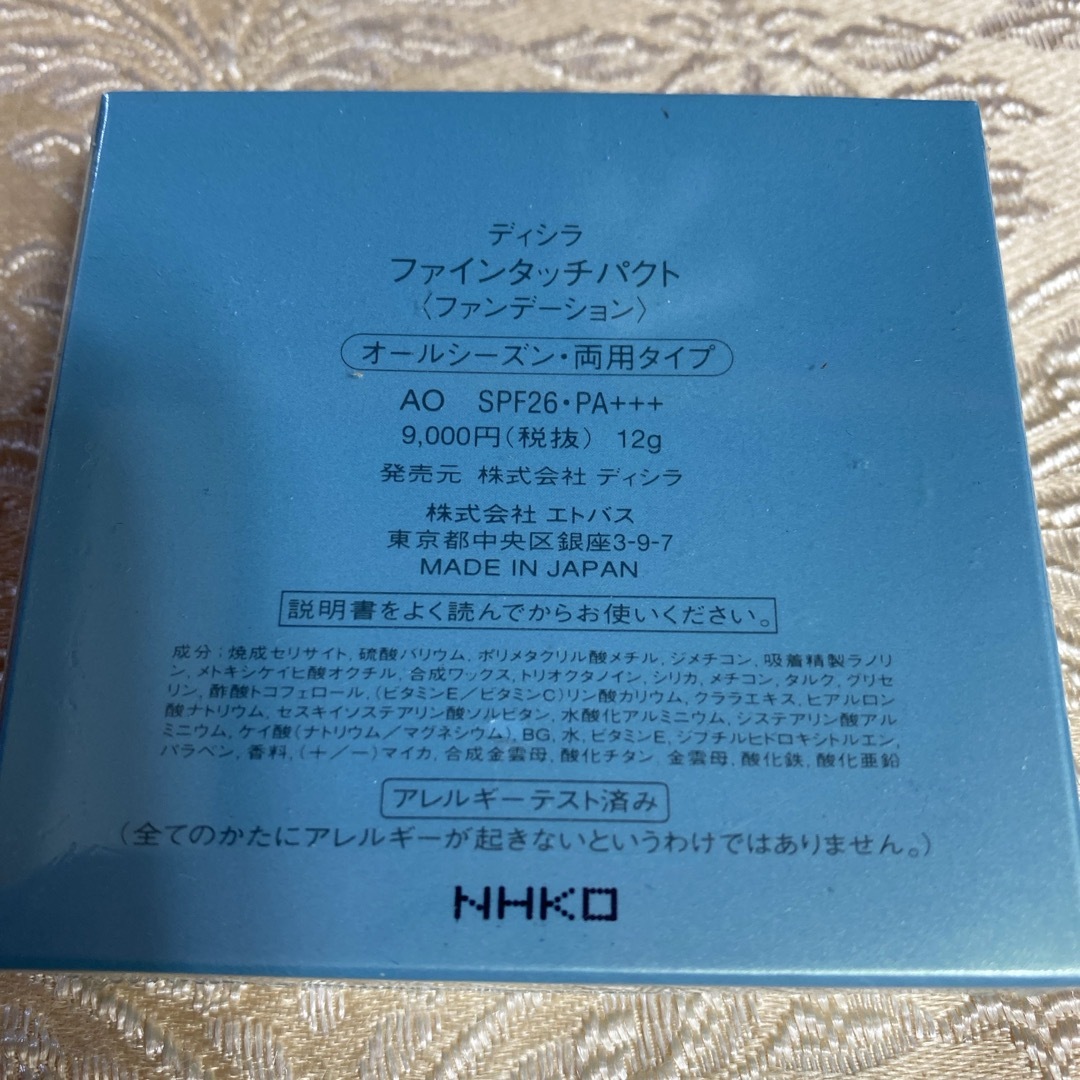 ディシラ
ファインタッチパクト
〈ファンデーション〉
オールシーズン・両用タイプ
AO SPF26・PA+++
9,000円(税抜) 12g
発売元 株式会社 ディシラ
株式会社 エトバス
東京都中央区銀座3-9-7
MADE IN JAPAN
説明書をよく読んでからお使いください。
成分;焼成セリサイト, 硫酸バリウム, ポリメタクリル酸メチル, ジメチコン, 吸着精製ラノリ
ン, メトキシケイヒ酸オクチル, 合成ワックス, トリオクタノイン, シリカ, メチコン, タルク, グリセ
リン, 酢酸トコフェロール, (ビタミンE/ビタミンC)リン酸カリウム, クララエキス, ヒアルロン
酸ナトリウム, セスキイソステアリン酸ソルビタン, 水酸化アルミニウム, ジステアリン酸アル
ミニウム, ケイ酸(ナトリウム/マグネシウム), BG, 水, ビタミンE, ジブチルヒドロキシトルエン,
パラベン, 香料, (+/−)マイカ, 合成金雲母, 酸化チタン, 金雲母, 酸化鉄, 酸化亜鉛
アレルギーテスト済み
(全てのかたにアレルギーが起きないというわけではありません。)
NHKO